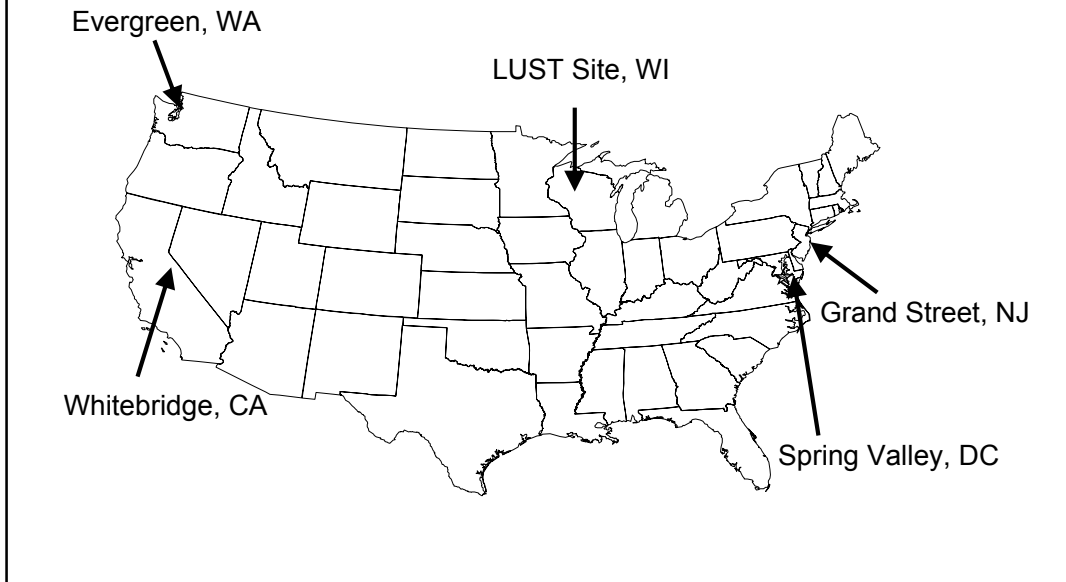 Evergreen, WA
LUST Site, WI
Grand Street, NJ
Whitebridge, CA
Spring Valley, DC